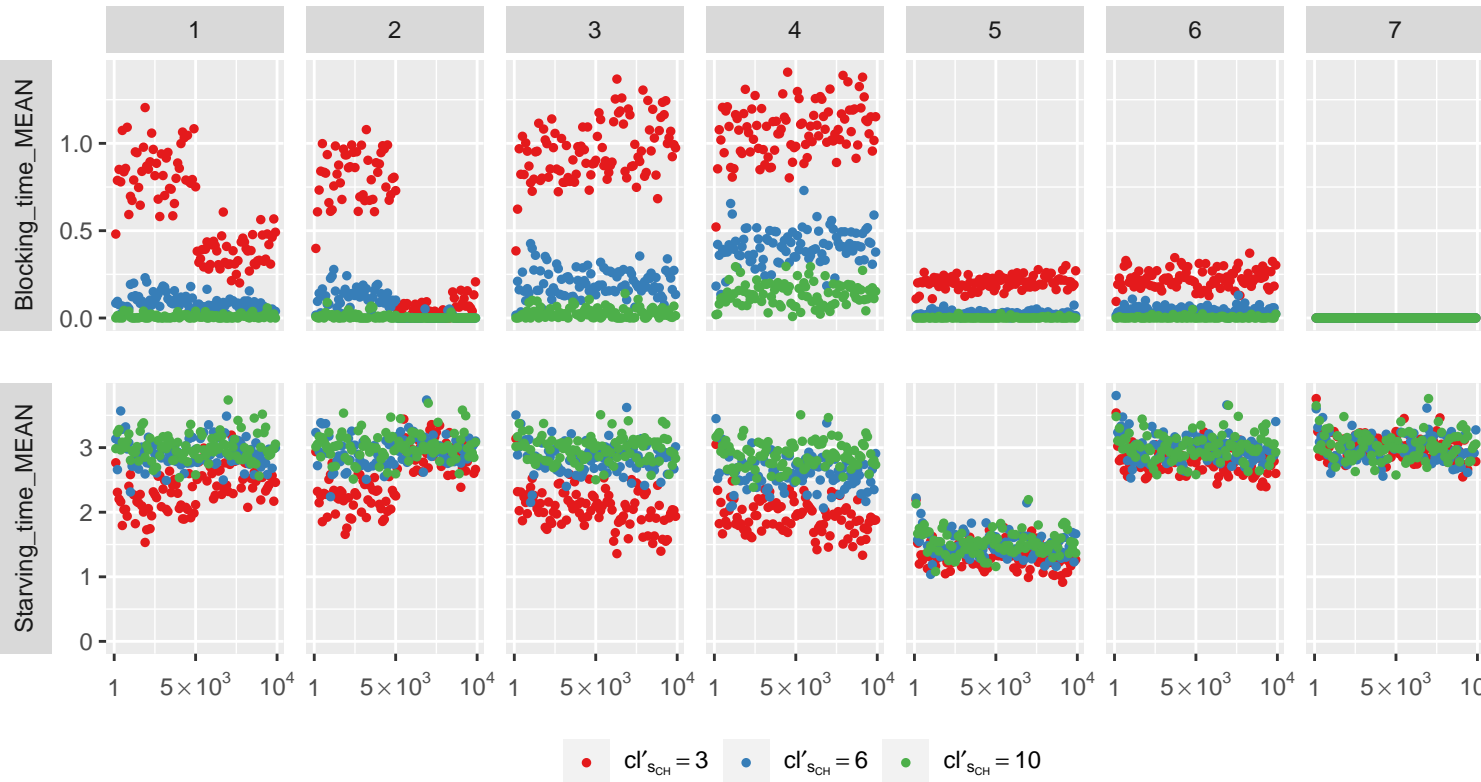 1 2 3 4 5 6 7
Blocking_time_MEAN
1.0
0.5
0.0
Starving_time_MEAN
3
2
1
0
1 5×10³ 10⁴ 1 5×10³ 10⁴ 1 5×10³ 10⁴ 1 5×10³ 10⁴ 1 5×10³ 10⁴ 1 5×10³ 10⁴ 1 5×10³ 10
cl′sCH = 3 cl′sCH = 6 cl′sCH = 10